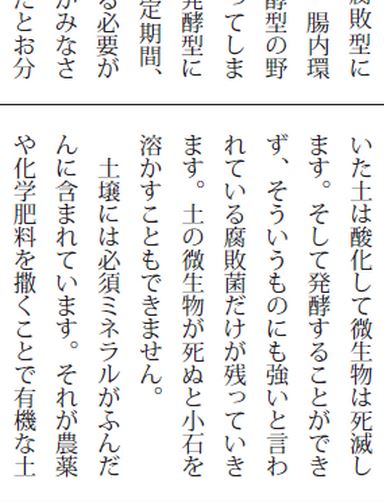 腐敗型に
腸内環
酵型の野
ってしま
発酵型に
定期間、
る必要が
がみなさ
たとお分
いた土は酸化して微生物は死滅し
ます。そして発酵することができ
ず、そういうものにも強いと言わ
れている腐敗菌だけが残っていき
ます。土の微生物が死ぬと小石を
溶かすこともできません。
土壌には必須ミネラルがふんだ
んに含まれています。それが農薬
や化学肥料を撒くことで有機な土